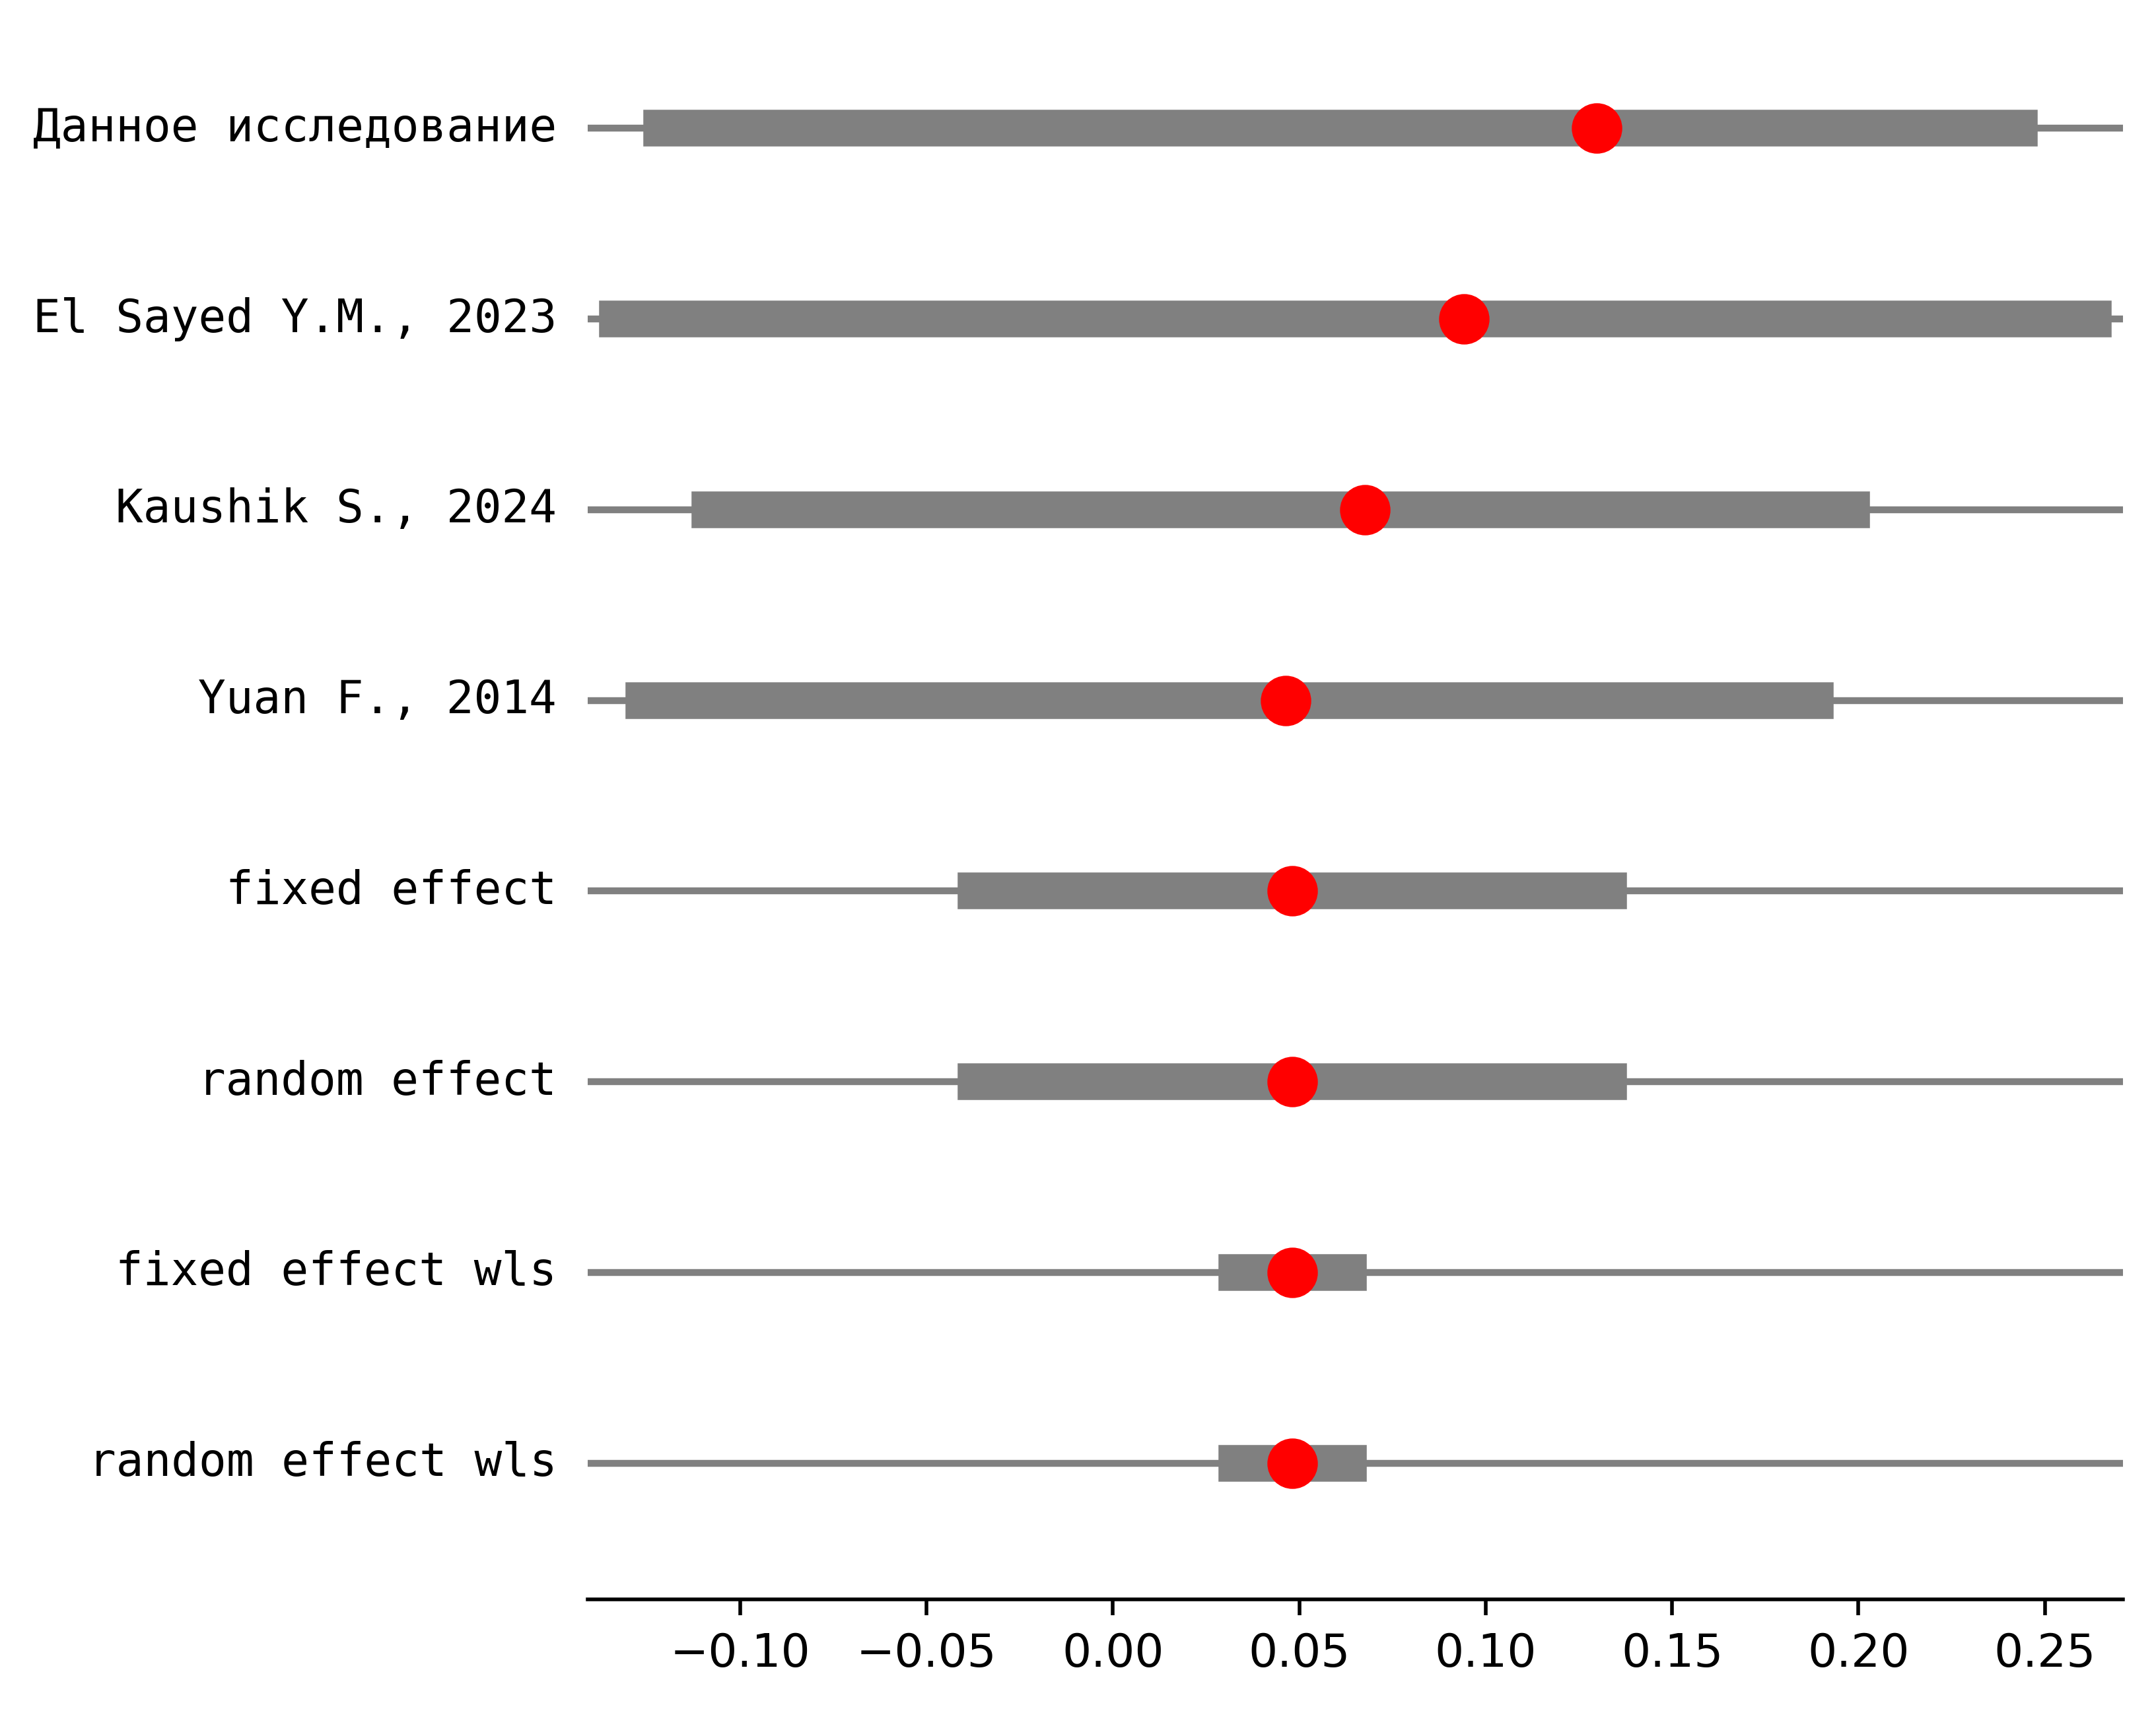 Данное исследование
El Sayed Y.M., 2023
Kaushik S., 2024
Yuan F., 2014
fixed effect
random effect
fixed effect wls
random effect wls
−0.10 −0.05 0.00 0.05 0.10 0.15 0.20 0.25